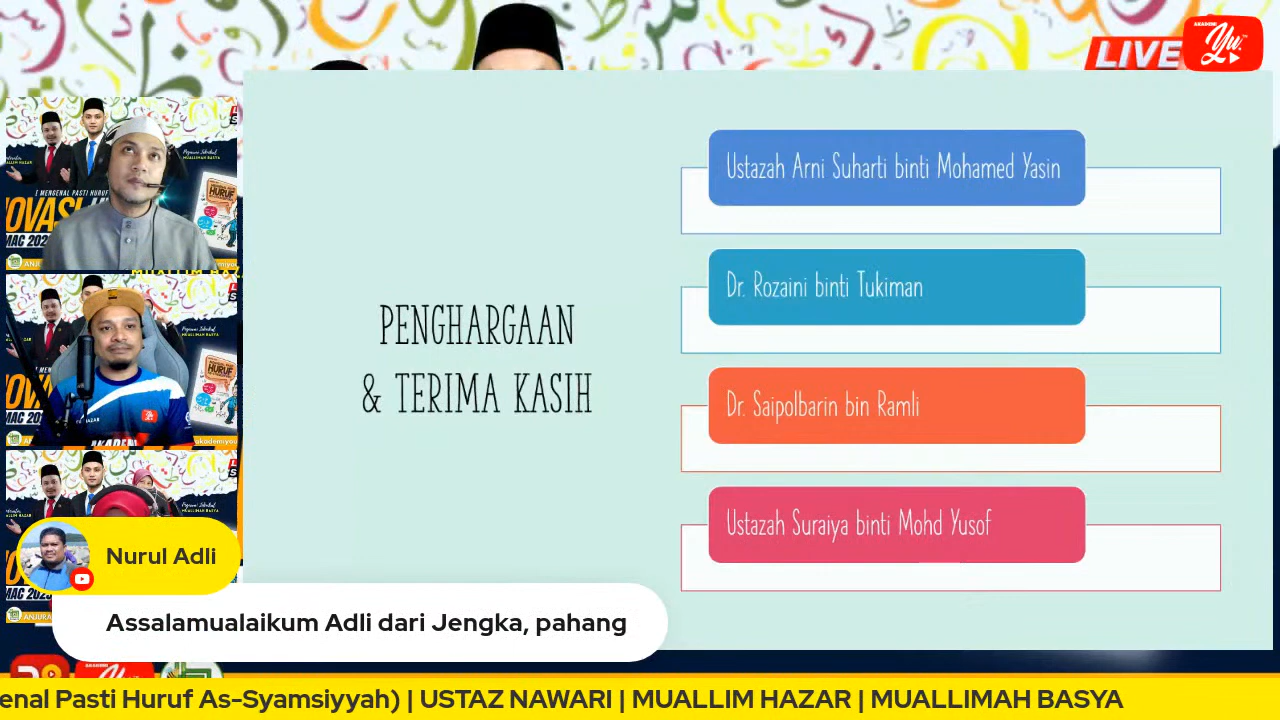 LIVE
AKADEMI
Yu.
PENGHARGAAN
& TERIMA KASIH
Ustazah Arni Suharti binti Mohamed Yasin
Dr. Rozaini binti Tukiman
Dr. Saipolbarin bin Ramli
Ustazah Suraiya binti Mohd Yusof
Nurul Adli
Assalamualaikum Adli dari Jengka, pahang
enal Pasti Huruf As-Syamsiyyah) | USTAZ NAWARI | MUALLIM HAZAR | MUALLIMAH BASYA